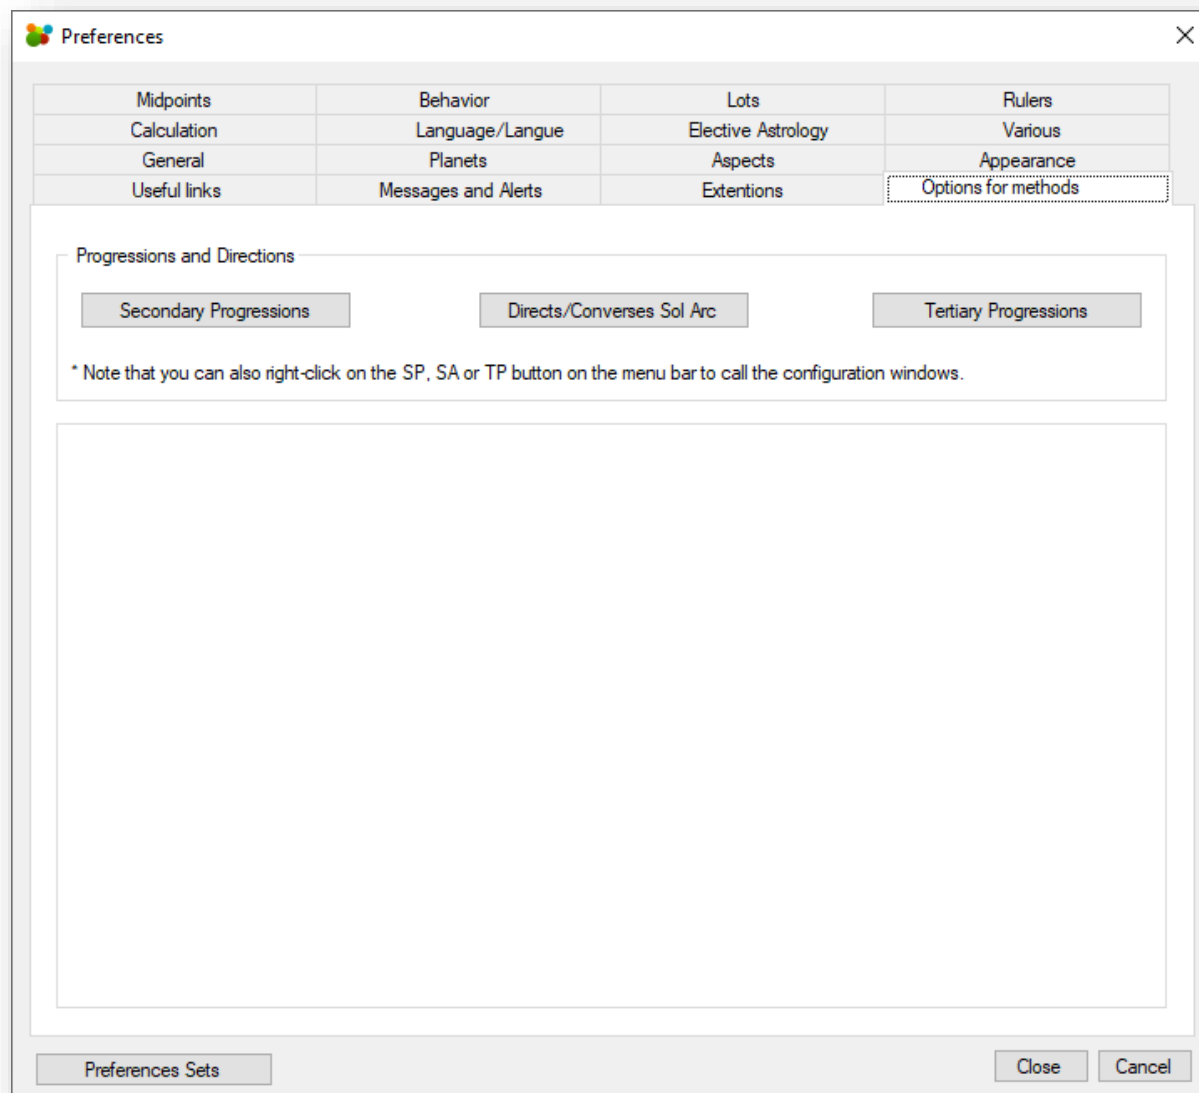 Preferences
Midpoints Behavior Lots Rulers
Calculation Language/Langue Elective Astrology Various
General Planets Aspects Appearance
Useful links Messages and Alerts Extentions Options for methods
Progressions and Directions
Secondary Progressions Directs/Converses Sol Arc Tertiary Progressions
* Note that you can also right-click on the SP, SA or TP button on the menu bar to call the configuration windows.
Preferences Sets Close Cancel